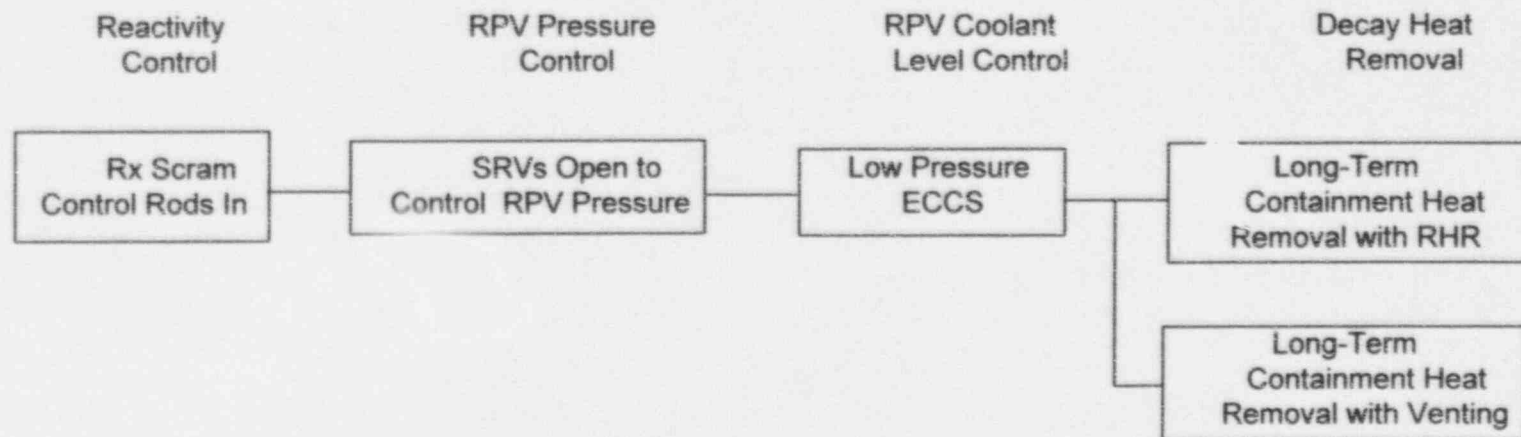 Reactivity
Control
RPV Pressure
Control
RPV Coolant
Level Control
Decay Heat
Removal
Rx Scram
Control Rods In
SRVs Open to
Control RPV Pressure
Low Pressure
ECCS
Long-Term
Containment Heat
Removal with RHR
Long-Term
Containment Heat
Removal with Venting